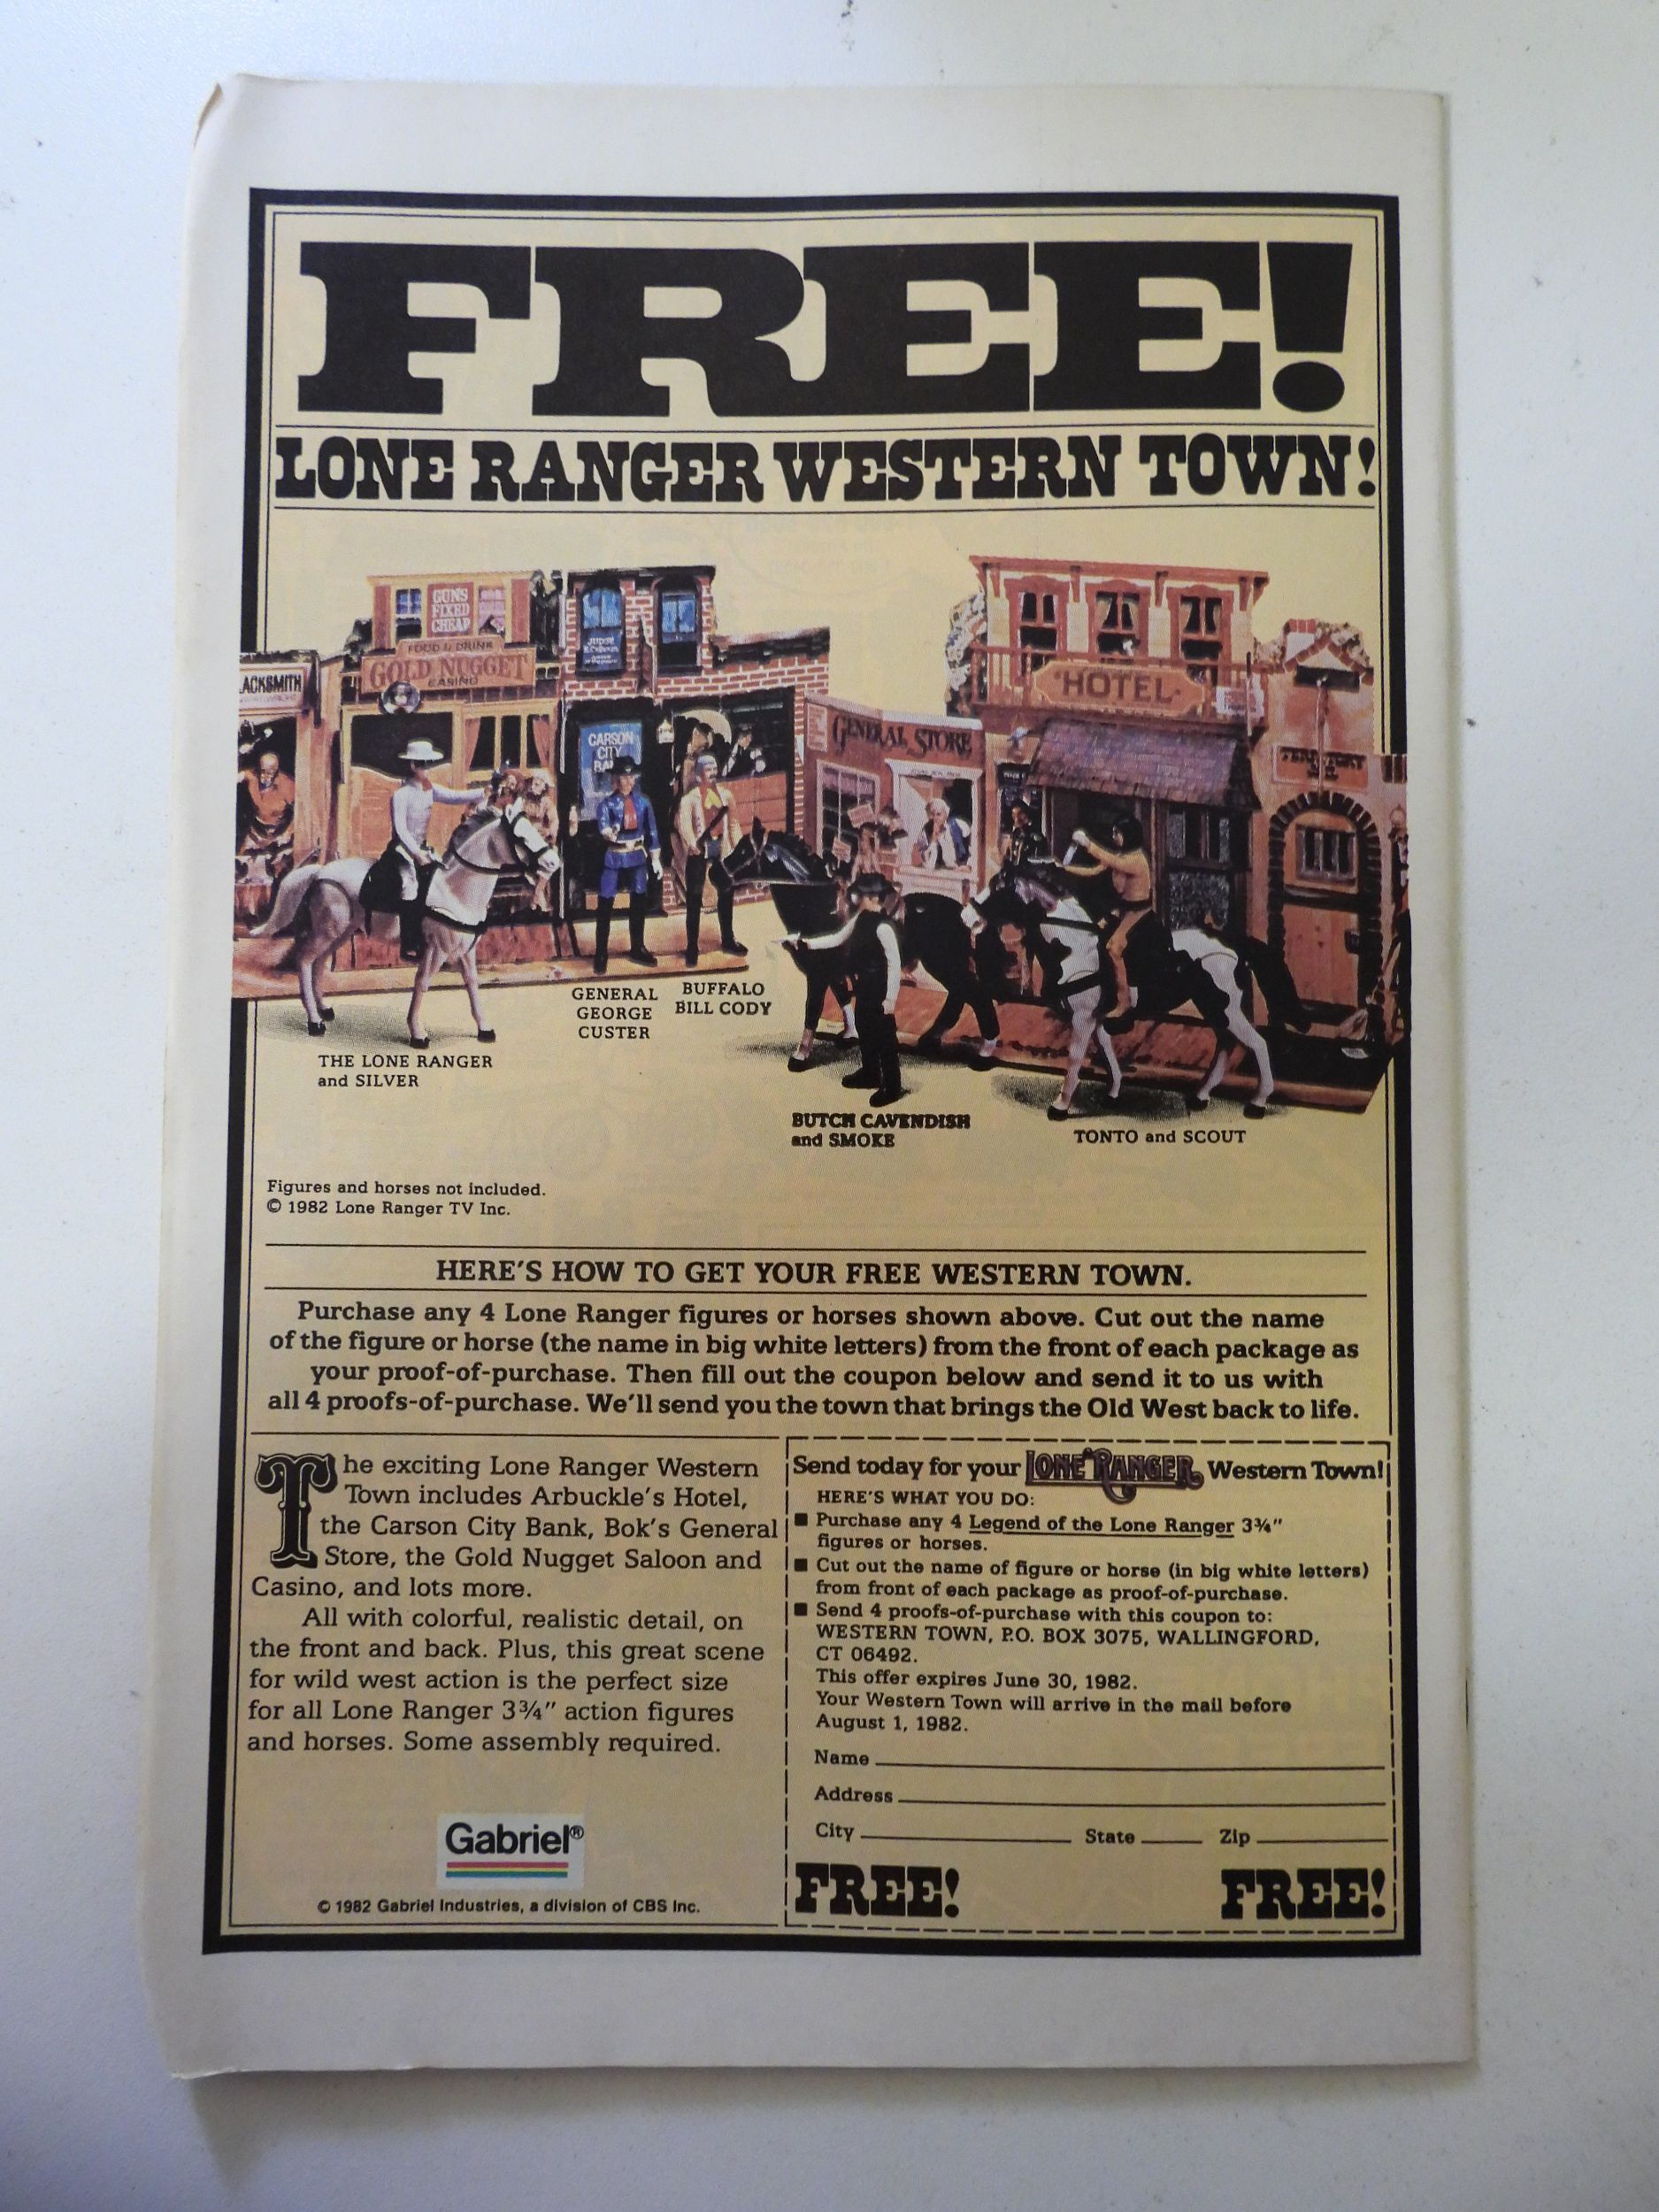 FREE!
LONE RANGER WESTERN TOWN!
GUNS
FIXED
CHEAP
FOOD & DRINK
GOLD NUGGET
CASINO
ACKSMITH
CARSON
CITY
BA
GENERAL STORE
HOTEL
THE LONE RANGER
and SILVER
GENERAL
GEORGE
CUSTER
BUFFALO
BILL CODY
BUTCH CAVENDISH
and SMOKE
TONTO and SCOUT
Figures and horses not included.
© 1982 Lone Ranger TV Inc.
HERE'S HOW TO GET YOUR FREE WESTERN TOWN.
Purchase any 4 Lone Ranger figures or horses shown above. Cut out the name
of the figure or horse (the name in big white letters) from the front of each package as
your proof-of-purchase. Then fill out the coupon below and send it to us with
all 4 proofs-of-purchase. We'll send you the town that brings the Old West back to life.
The exciting Lone Ranger Western
Town includes Arbuckle's Hotel,
the Carson City Bank, Bok's General
Store, the Gold Nugget Saloon and
Casino, and lots more.
All with colorful, realistic detail, on
the front and back. Plus, this great scene
for wild west action is the perfect size
for all Lone Ranger 3¾" action figures
and horses. Some assembly required.
Gabriel®
© 1982 Gabriel Industries, a division of CBS Inc.
Send today for your LONE RANGER Western Town!
HERE'S WHAT YOU DO:
■ Purchase any 4 Legend of the Lone Ranger 3¾"
figures or horses.
■ Cut out the name of figure or horse (in big white letters)
from front of each package as proof-of-purchase.
■ Send 4 proofs-of-purchase with this coupon to:
WESTERN TOWN, P.O. BOX 3075, WALLINGFORD,
CT 06492.
This offer expires June 30, 1982.
Your Western Town will arrive in the mail before
August 1, 1982.
Name
Address
City State Zip
FREE! FREE!